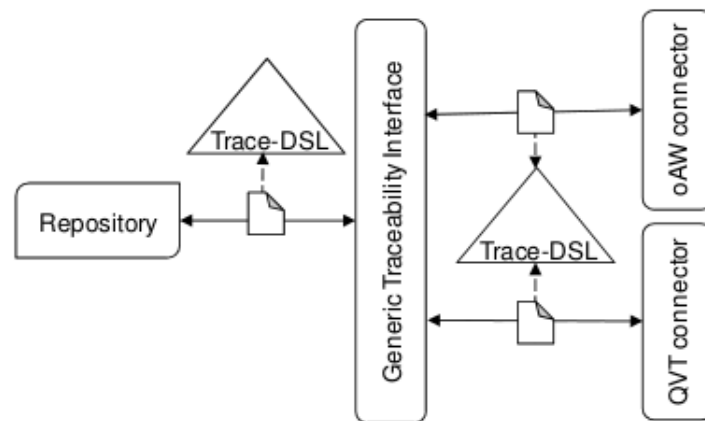 Trace-DSL
Repository
Generic Traceability Interface
oAW connector
Trace-DSL
QVT connector